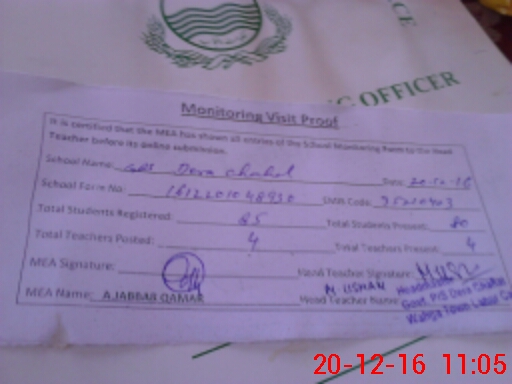 OFFICER
Monitoring Visit Proof
It is certified that the MEA has shown all entries of the School Monitoring Form to the Head
Teacher before its online submission.
School Name: GPS Dera Chahal Date: 20-12-16
School Form No: Code:
Total Students Registered: 85 Total Students Present: 80
Total Teachers Posted: 4 Total Teachers Present: 4
MEA Signature: Head Teacher Signature:
MEA Name: A.JABBAR QAMAR Head Teacher Name: M USMAN
Govt. P/S Dera
Wahga Town
20-12-16 11:05